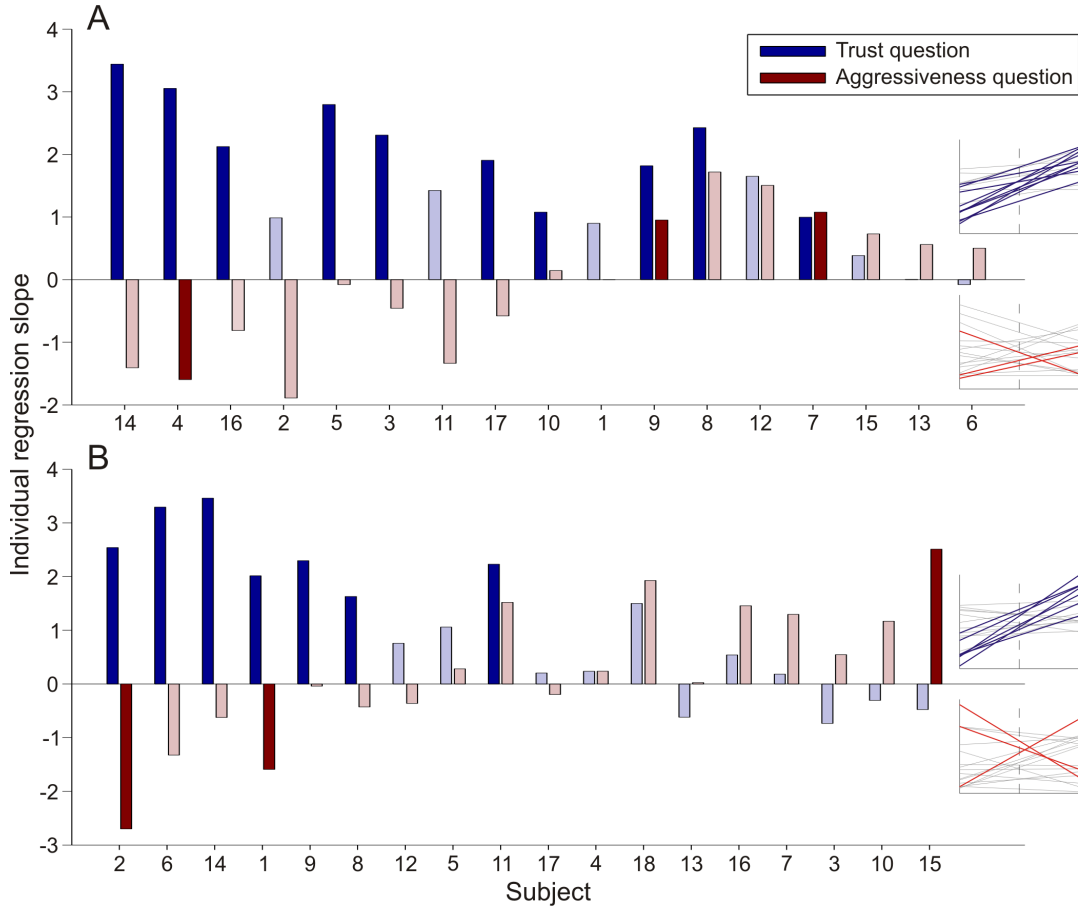 A
Trust question
Aggressiveness question
4
3
2
1
0
-1
-2
14 4 16 2 5 3 11 17 10 1 9 8 12 7 15 13 6
Individual regression slope
B
4
3
2
1
0
-1
-2
-3
2 6 14 1 9 8 12 5 11 17 4 18 13 16 7 3 10 15
Subject